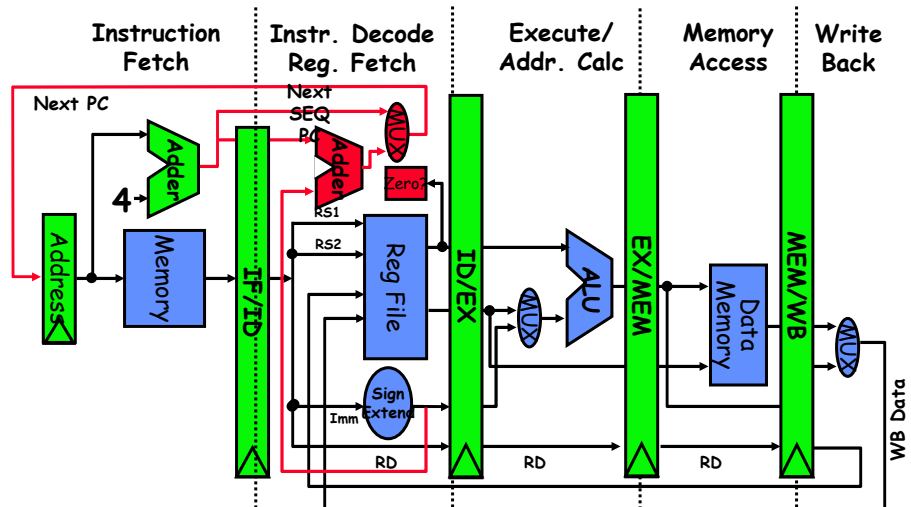 Instruction
Fetch
Instr. Decode
Reg. Fetch
Execute/
Addr. Calc
Memory
Access
Write
Back
Next PC
Next
SEQ
PC
MUX
Adder
Adder
Zero?
4
RS1
RS2
Address
Memory
IF/ID
Reg File
ID/EX
MUX
ALU
EX/MEM
Data
Memory
MEM/WB
MUX
Sign
Extend
Imm
RD
RD
RD
WB Data